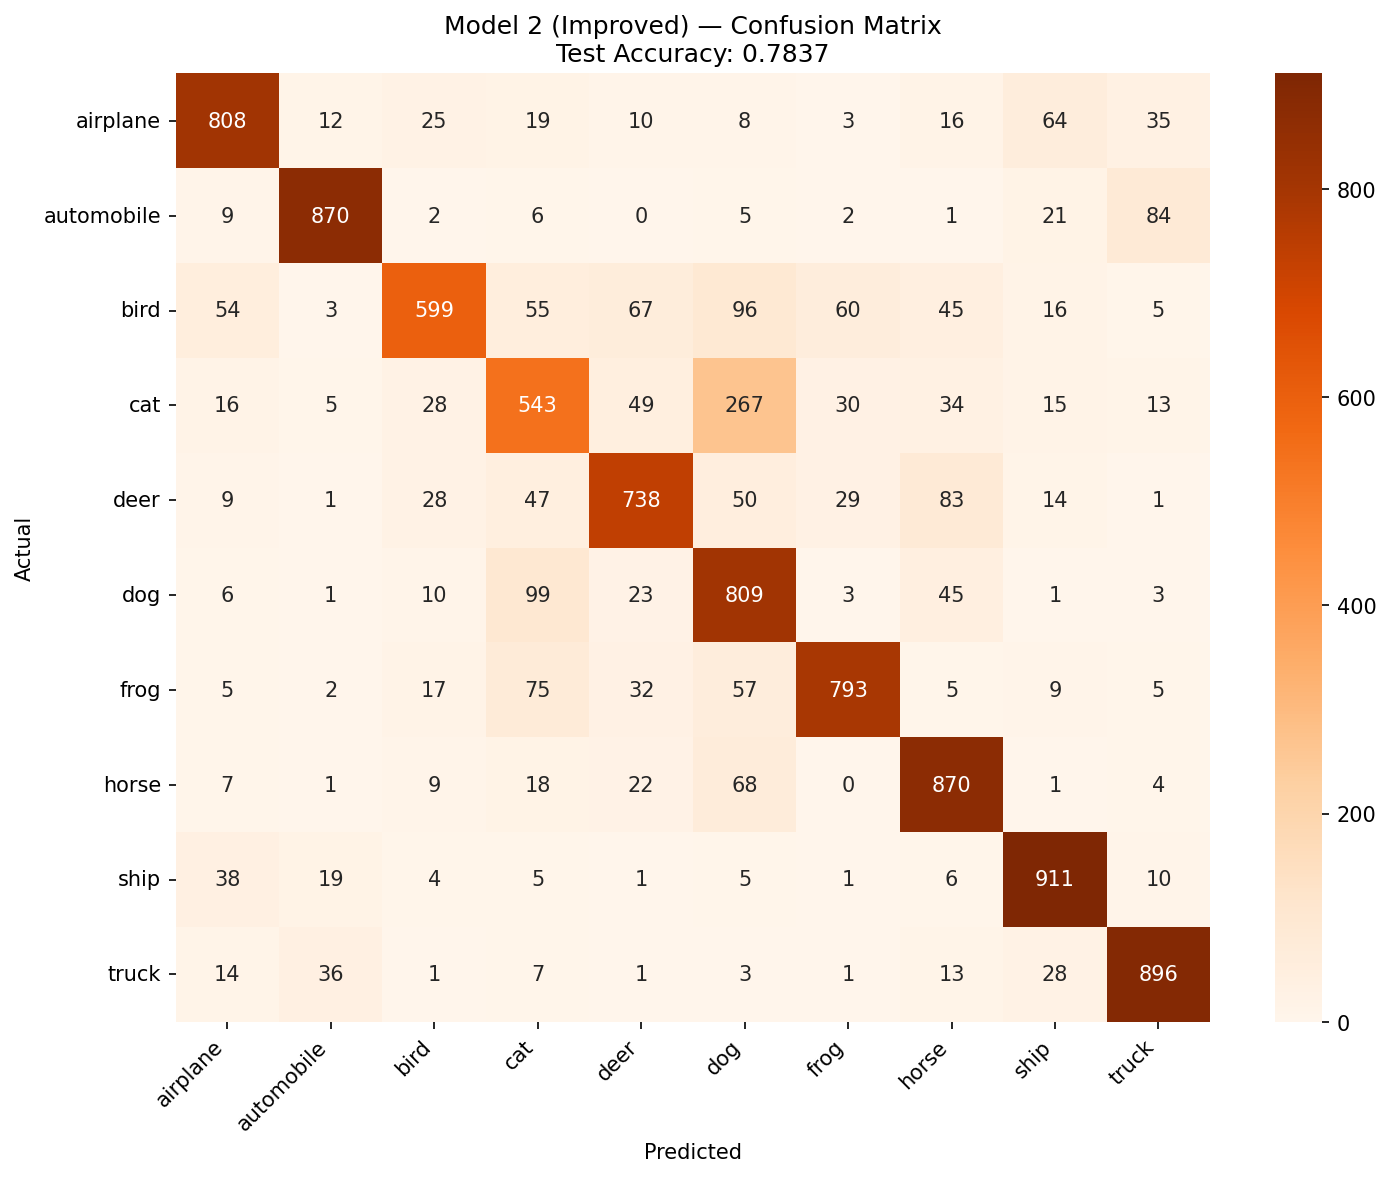 Model 2 (Improved) — Confusion Matrix
Test Accuracy: 0.7837
airplane 808 12 25 19 10 8 3 16 64 35
automobile 9 870 2 6 0 5 2 1 21 84
bird 54 3 599 55 67 96 60 45 16 5
cat 16 5 28 543 49 267 30 34 15 13
deer 9 1 28 47 738 50 29 83 14 1
dog 6 1 10 99 23 809 3 45 1 3
frog 5 2 17 75 32 57 793 5 9 5
horse 7 1 9 18 22 68 0 870 1 4
ship 38 19 4 5 1 5 1 6 911 10
truck 14 36 1 7 1 3 1 13 28 896
Actual
airplane automobile bird cat deer dog frog horse ship truck
Predicted
800
600
400
200
0